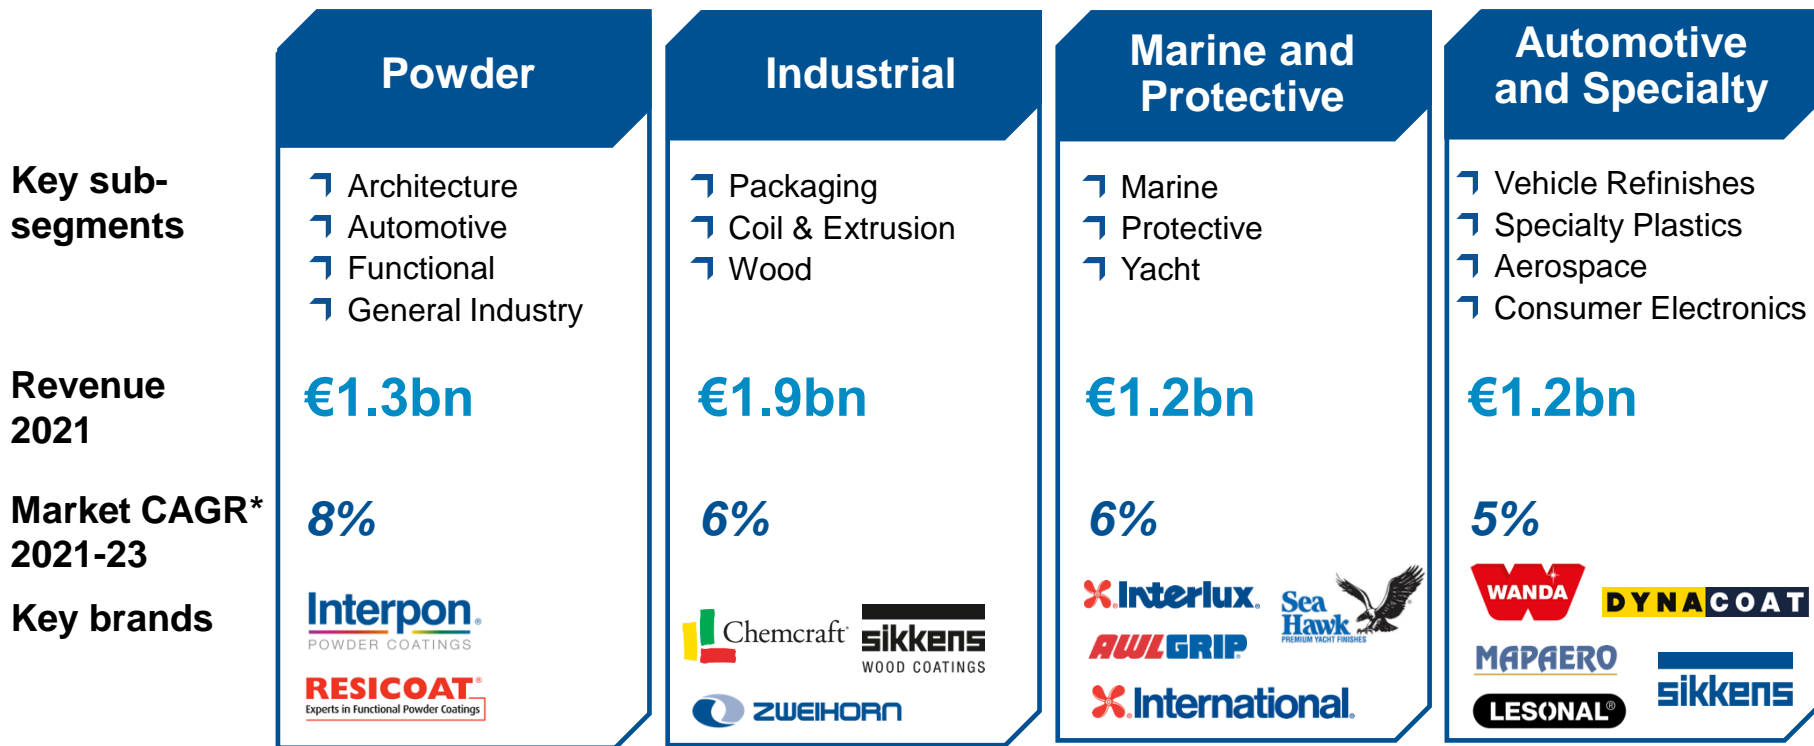 Powder
Industrial
Marine and
Protective
Automotive
and Specialty
Key sub-
segments
Architecture
Automotive
Functional
General Industry
Packaging
Coil & Extrusion
Wood
Marine
Protective
Yacht
Vehicle Refinishes
Specialty Plastics
Aerospace
Consumer Electronics
Revenue
2021
€1.3bn
€1.9bn
€1.2bn
€1.2bn
Market CAGR*
2021-23
8%
6%
6%
5%
Key brands
Interpon®
POWDER COATINGS
RESICOAT®
Experts in Functional Powder Coatings
Chemcraft®
sikkens
WOOD COATINGS
ZWEIHORN
Interlux®
Sea
Hawk
PREMIUM YACHT FINISHES
AWLGRIP®
International®
WANDA
DYNACOAT
MAPAERO
LESONAL®
sikkens